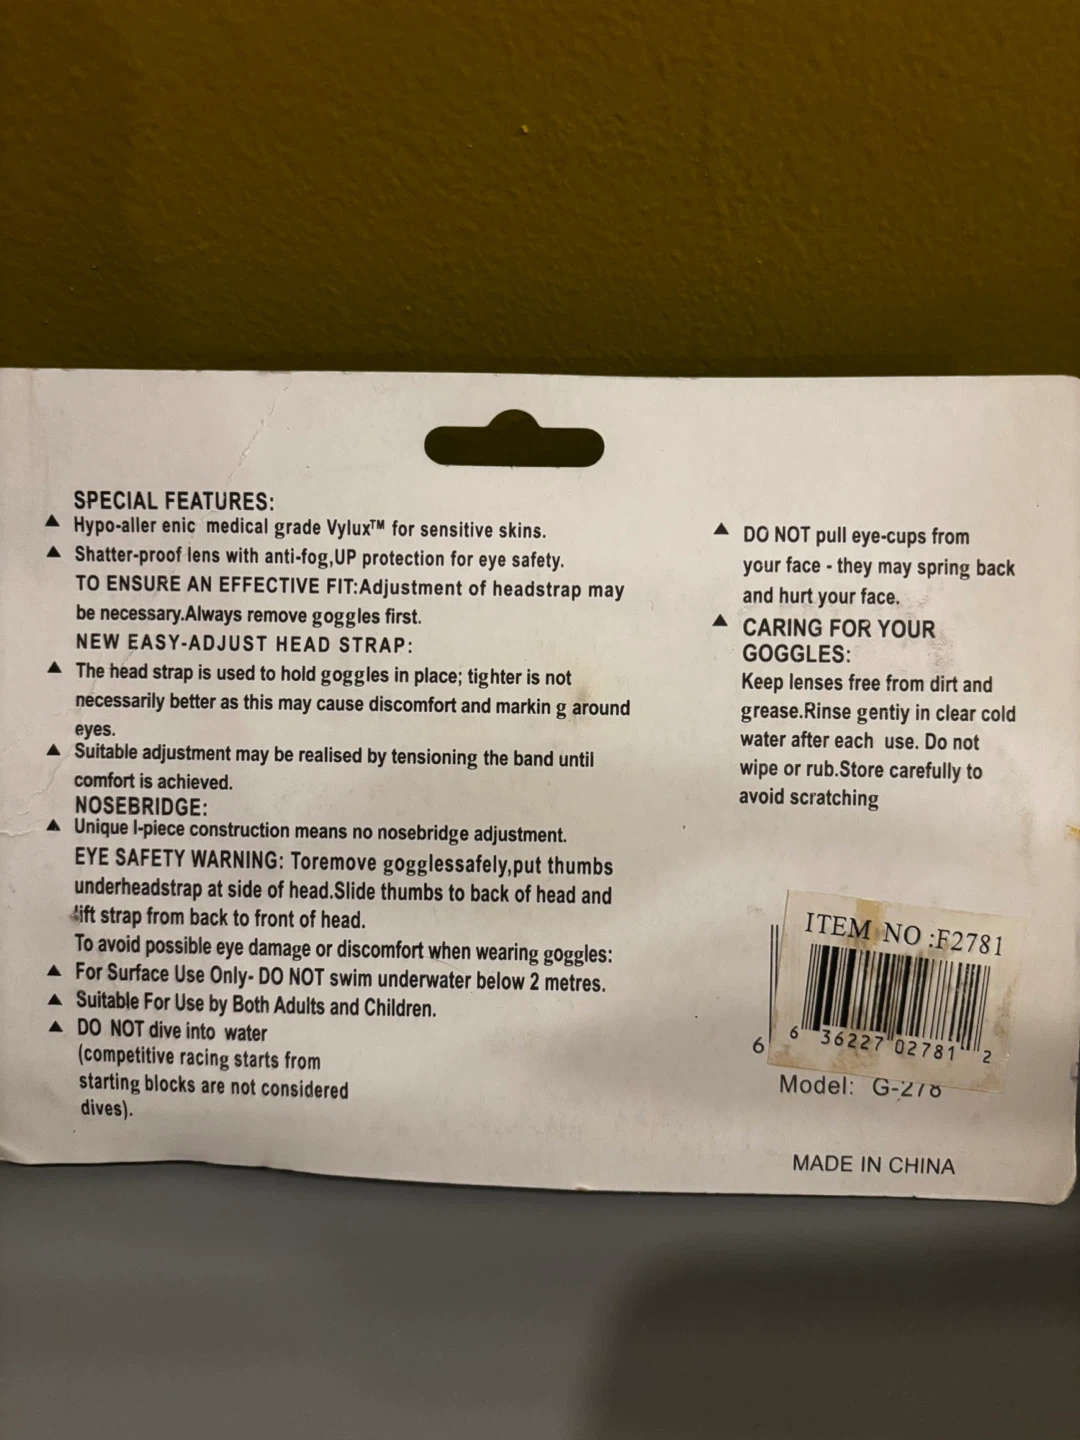 SPECIAL FEATURES:
▲ Hypo-aller enic medical grade Vylux™ for sensitive skins.
▲ Shatter-proof lens with anti-fog,UP protection for eye safety.
TO ENSURE AN EFFECTIVE FIT:Adjustment of headstrap may
be necessary.Always remove goggles first.
NEW EASY-ADJUST HEAD STRAP:
▲ The head strap is used to hold goggles in place; tighter is not
necessarily better as this may cause discomfort and markin g around
eyes.
▲ Suitable adjustment may be realised by tensioning the band until
comfort is achieved.
NOSEBRIDGE:
▲ Unique I-piece construction means no nosebridge adjustment.
EYE SAFETY WARNING: Toremove gogglessafely,put thumbs
underheadstrap at side of head.Slide thumbs to back of head and
lift strap from back to front of head.
To avoid possible eye damage or discomfort when wearing goggles:
▲ For Surface Use Only- DO NOT swim underwater below 2 metres.
▲ Suitable For Use by Both Adults and Children.
▲ DO NOT dive into water
(competitive racing starts from
starting blocks are not considered
dives).
▲ DO NOT pull eye-cups from
your face - they may spring back
and hurt your face.
▲ CARING FOR YOUR
GOGGLES:
Keep lenses free from dirt and
grease.Rinse gentiy in clear cold
water after each use. Do not
wipe or rub.Store carefully to
avoid scratching
ITEM NO :F2781
6 36227 02781 2
6
Model: G-278
MADE IN CHINA